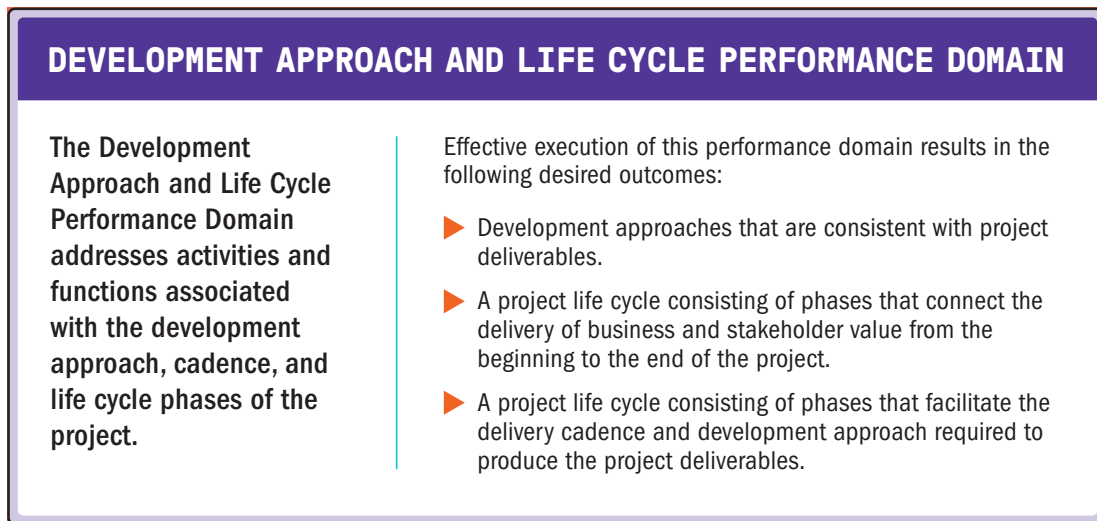 DEVELOPMENT APPROACH AND LIFE CYCLE PERFORMANCE DOMAIN
The Development
Approach and Life Cycle
Performance Domain
addresses activities and
functions associated
with the development
approach, cadence, and
life cycle phases of the
project.
Effective execution of this performance domain results in the
following desired outcomes:
Development approaches that are consistent with project
deliverables.
A project life cycle consisting of phases that connect the
delivery of business and stakeholder value from the
beginning to the end of the project.
A project life cycle consisting of phases that facilitate the
delivery cadence and development approach required to
produce the project deliverables.